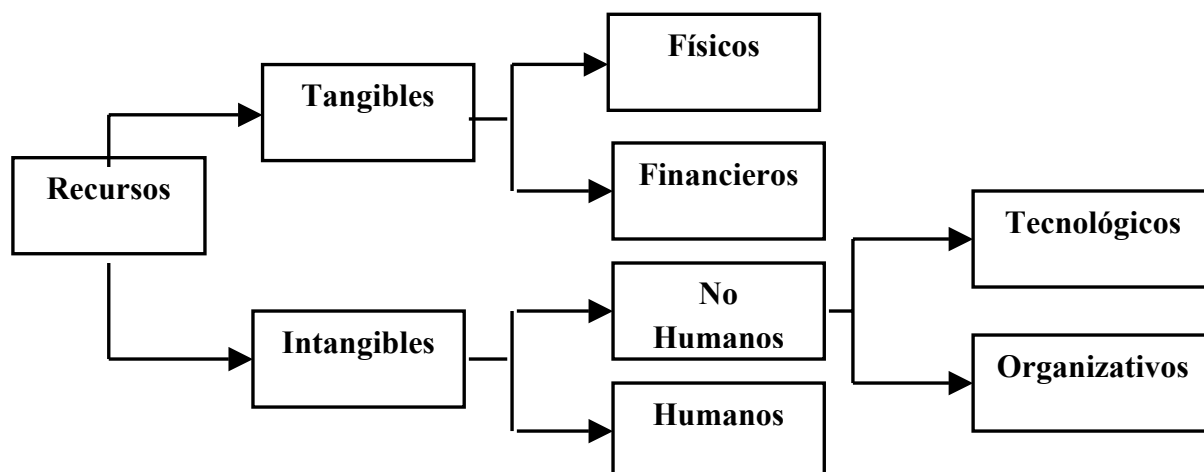 Recursos
Tangibles
Físicos
Financieros
Intangibles
No
Humanos
Tecnológicos
Organizativos
Humanos